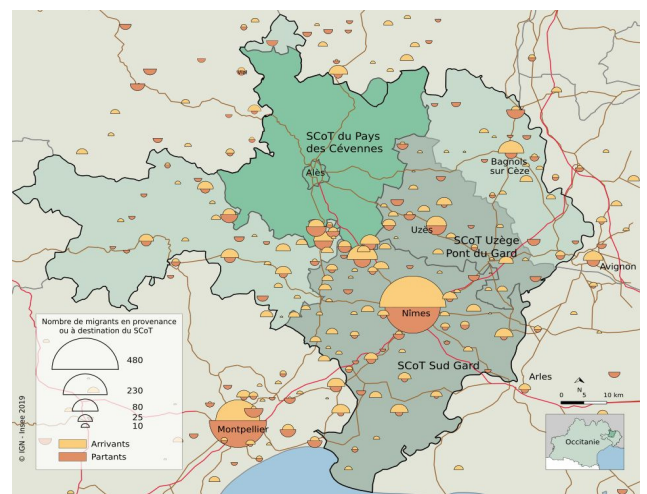 Val
SCoT du Pays
des Cévennes
Alès
Bagnols
sur Cèze
Uzès
SCoT Uzège
Pont du Gard
Avignon
Nîmes
SCoT Sud Gard
Arles
Montpellier
Nombre de migrants en provenance
ou à destination du SCoT
480
230
80
25
10
Arrivants
Partants
N
0 5 10 km
Occitanie
© IGN - Insee 2019